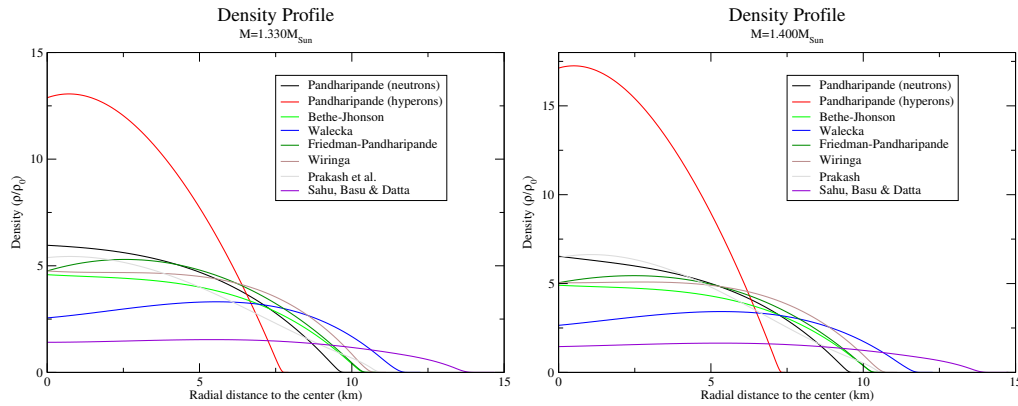 Density Profile
M=1.330M_Sun
15
10
5
0
Density (ρ/ρ_0)
Pandharipande (neutrons)
Pandharipande (hyperons)
Bethe-Jhonson
Walecka
Friedman-Pandharipande
Wiringa
Prakash et al.
Sahu, Basu & Datta
0 5 10 15
Radial distance to the center (km)
Density Profile
M=1.400M_Sun
15
10
5
0
Density (ρ/ρ_0)
Pandharipande (neutrons)
Pandharipande (hyperons)
Bethe-Jhonson
Walecka
Friedman-Pandharipande
Wiringa
Prakash
Sahu, Basu & Datta
0 5 10 15
Radial distance to the center (km)